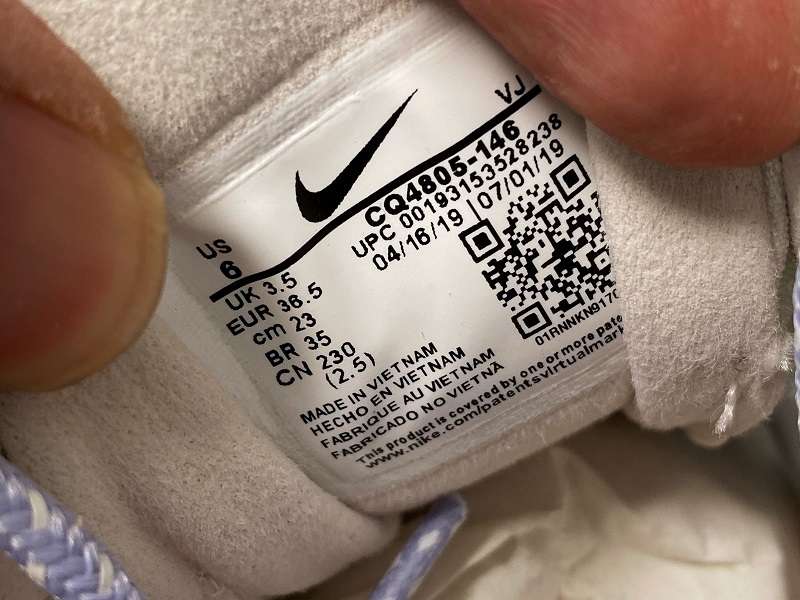 VJ
CQ4805-146
UPC 00193153528238
04/16/19 | 07/01/19
US
6
UK 3.5
EUR 36.5
cm 23
BR 35
CN 230
(2.5)
01RNNKN917
MADE IN VIETNAM
HECHO EN VIETNAM
FABRIQUE AU VIETNAM
FABRICADO NO VIETNA
This product is covered by one or more pate
www.nike.com/patentsvirtualmark